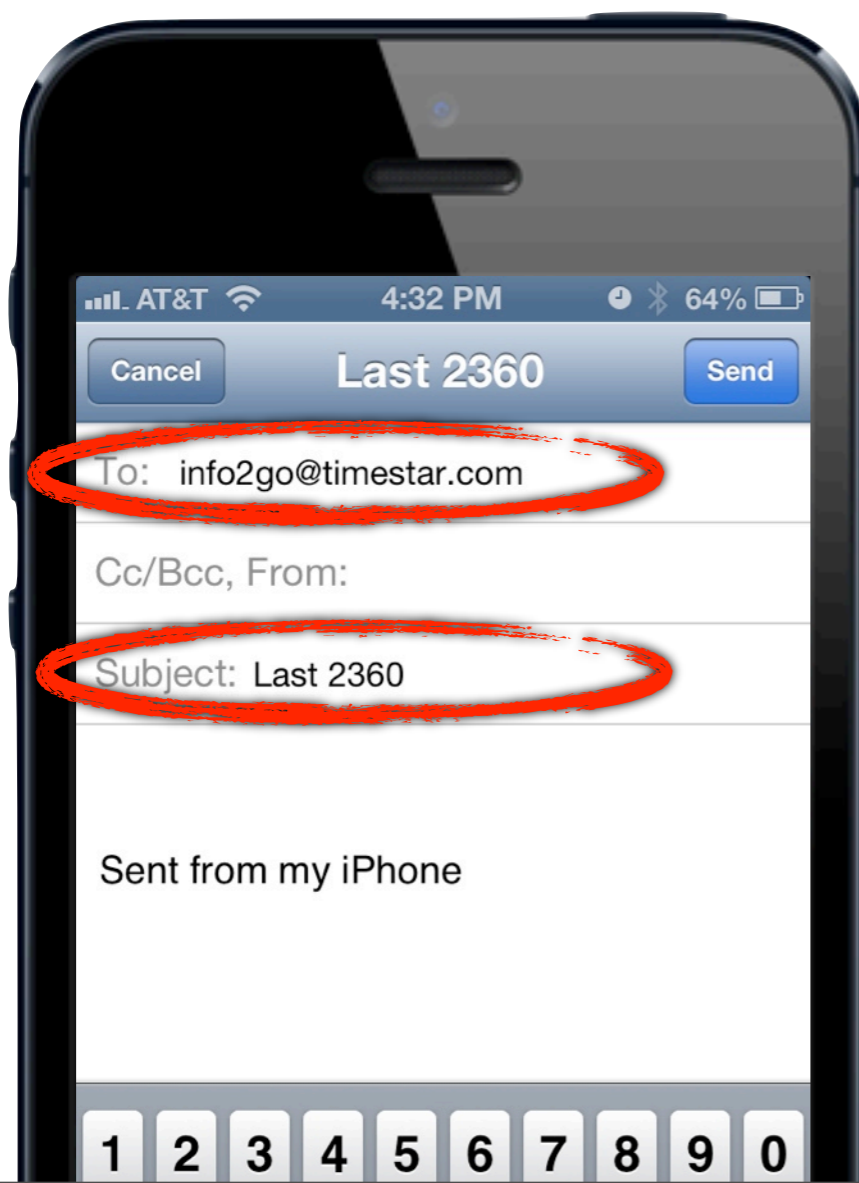 AT&T 4:32 PM 64%
Cancel Last 2360 Send
To: info2go@timestar.com
Cc/Bcc, From:
Subject: Last 2360
Sent from my iPhone
1 2 3 4 5 6 7 8 9 0